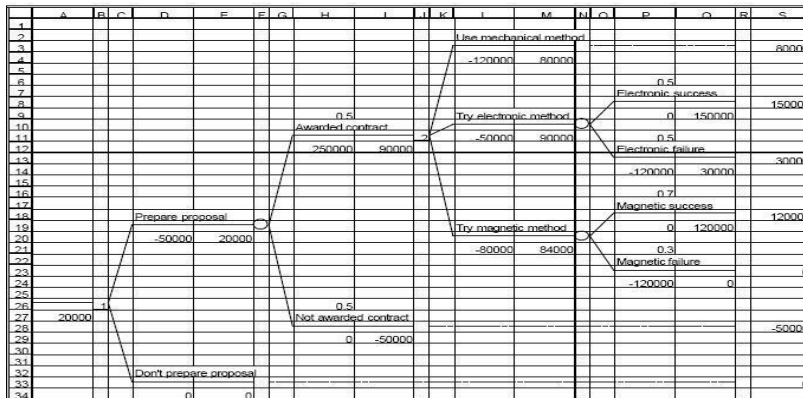 A B C D E F G H I J K L M N O P Q R S
1
2 Use mechanical method
3 8000
4 -120000 80000
5
6 0.5
7 Electronic success
8 15000
9 0.5 0 150000
10 Awarded contract Try electronic method
11 2 0.5
12 250000 90000 -50000 90000 Electronic failure
13 3000
14 -120000 30000
15
16 0.7
17 Magnetic success
18 Prepare proposal 12000
19 Try magnetic method 0 120000
20 -50000 20000 -80000 84000
21 0.3
22 Magnetic failure
23
24 -120000 0
25
26 1 0.5
27 20000 Not awarded contract
28 -5000
29 0 -50000
30
31
32 Don't prepare proposal
33
34 0 0